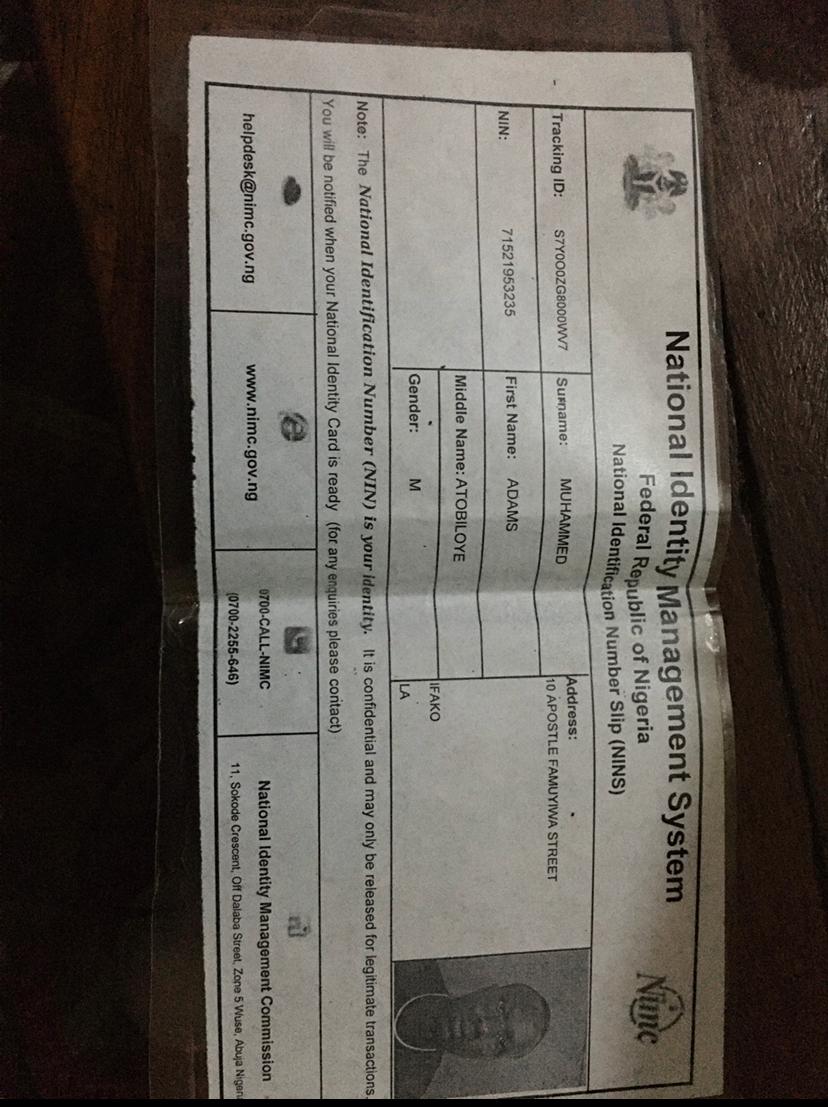 National Identity Management System
Federal Republic of Nigeria
National Identification Number Slip (NINS)
Nimc
Tracking ID: S7Y0O0ZG8000WV7
Surname: MUHAMMED
Address:
10 APOSTLE FAMUYIWA STREET
NIN: 71521953235
First Name: ADAMS
Middle Name: ATOBILOYE
IFAKO
Gender: M
LA
Note: The National Identification Number (NIN) is your identity. It is confidential and may only be released for legitimate transactions.
You will be notified when your National Identity Card is ready (for any enquiries please contact)
helpdesk@nimc.gov.ng
www.nimc.gov.ng
0700-CALL-NIMC
(0700-2255-646)
National Identity Management Commission
11, Sokode Crescent, Off Dalaba Street, Zone 5 Wuse, Abuja Nigeria